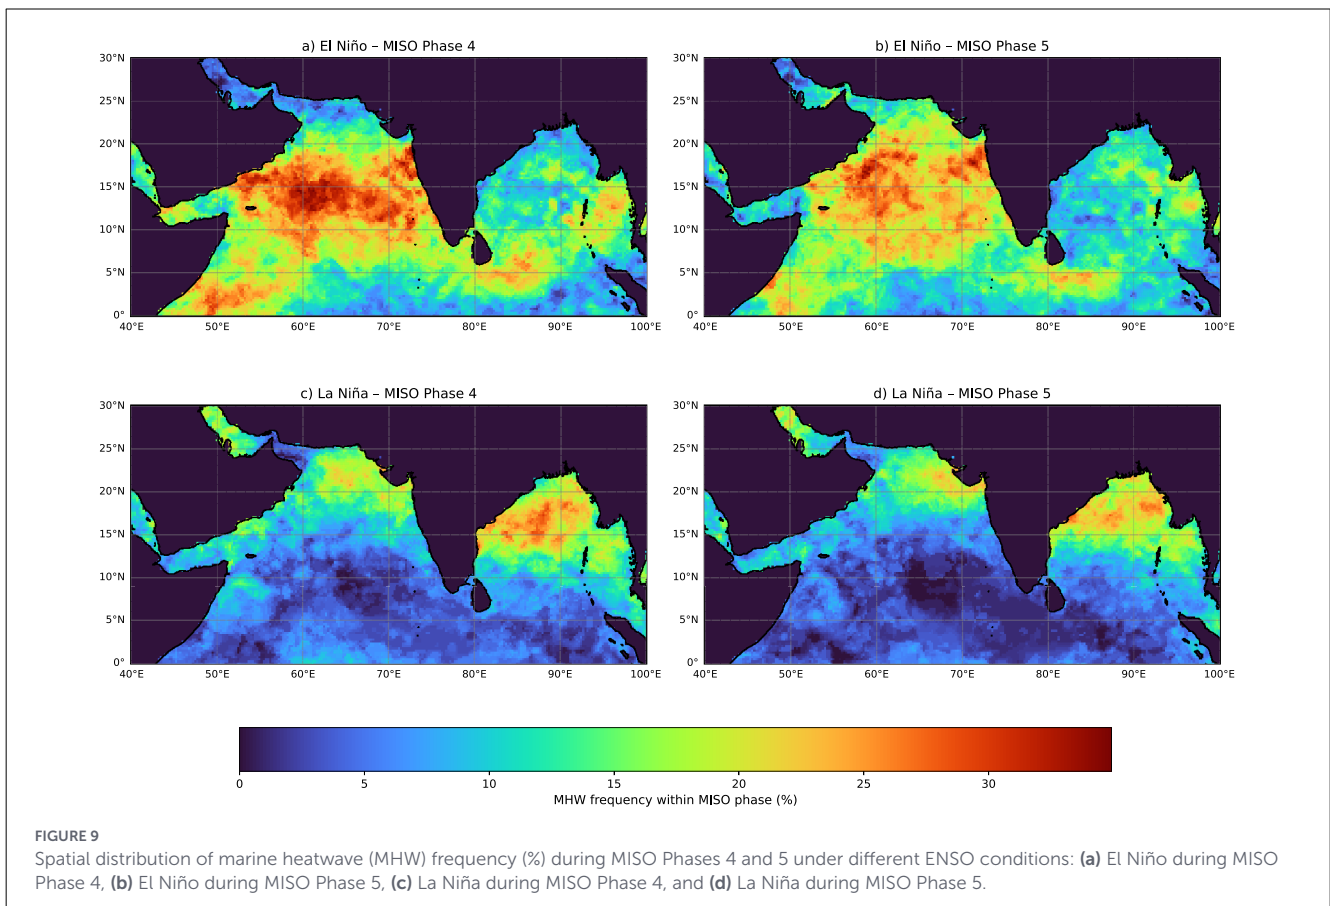 a) El Niño – MISO Phase 4
b) El Niño – MISO Phase 5
30°N
25°N
20°N
15°N
10°N
5°N
0°
40°E 50°E 60°E 70°E 80°E 90°E 100°E
30°N
25°N
20°N
15°N
10°N
5°N
0°
40°E 50°E 60°E 70°E 80°E 90°E 100°E
c) La Niña – MISO Phase 4
d) La Niña – MISO Phase 5
30°N
25°N
20°N
15°N
10°N
5°N
0°
40°E 50°E 60°E 70°E 80°E 90°E 100°E
30°N
25°N
20°N
15°N
10°N
5°N
0°
40°E 50°E 60°E 70°E 80°E 90°E 100°E
0 5 10 15 20 25 30
MHW frequency within MISO phase (%)
FIGURE 9
Spatial distribution of marine heatwave (MHW) frequency (%) during MISO Phases 4 and 5 under different ENSO conditions: (a) El Niño during MISO
Phase 4, (b) El Niño during MISO Phase 5, (c) La Niña during MISO Phase 4, and (d) La Niña during MISO Phase 5.